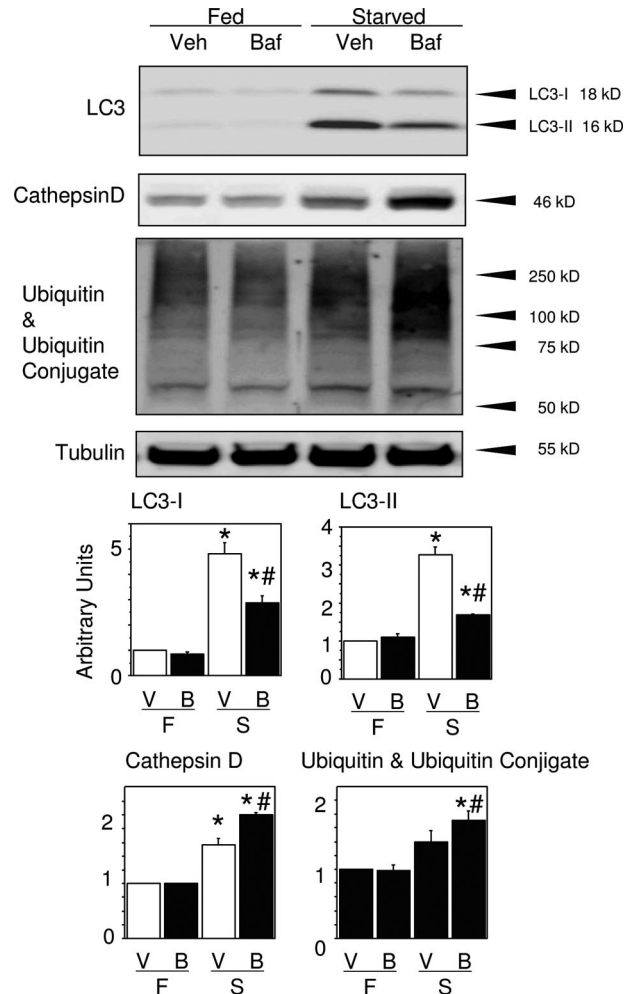 Fed Starved
Veh Baf Veh Baf
LC3
LC3-I 18 kD
LC3-II 16 kD
CathepsinD
46 kD
Ubiquitin
&
Ubiquitin
Conjugate
250 kD
100 kD
75 kD
50 kD
Tubulin
55 kD
LC3-I
Arbitrary Units
5
1
0
*
*#
V B V B
F S
LC3-II
4
3
2
1
0
*
*#
V B V B
F S
Cathepsin D
2
1
0
*
*#
V B V B
F S
Ubiquitin & Ubiquitin Conjigate
2
1
0
*#
V B V B
F S